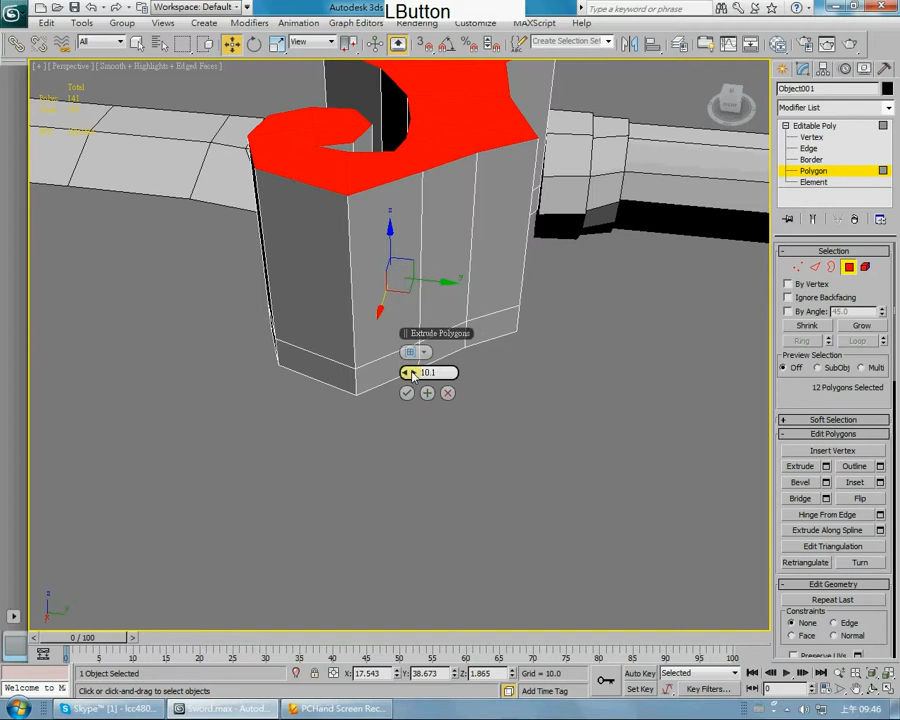 Workspace: Default
Autodesk 3ds
LButton
Type a keyword or phrase
Edit Tools Group Views Create Modifiers Animation Graph Editors Customize MAXScript Help
All
View
Create Selection Set
[ + ] [ Perspective ] [ Smooth + Highlights + Edged Faces ]
Total
Polys: 141
Object001
Modifier List
Editable Poly
Vertex
Edge
Border
Polygon
Element
Selection
By Vertex
Ignore Backfacing
By Angle: 45.0
Shrink Grow
Ring Loop
Preview Selection
Off SubObj Multi
12 Polygons Selected
Soft Selection
Edit Polygons
Insert Vertex
Extrude Outline
Bevel Inset
Bridge Flip
Hinge From Edge
Extrude Along Spline
Edit Triangulation
Retriangulate Turn
Edit Geometry
Repeat Last
Constraints
None Edge
Face Normal
Preserve UVs
z
y
Extrude Polygons
10.1
z
y
x
0 / 100
0 5 10 15 20 25 30 35 40 45 50 55 60 65 70 75 80 85 90 95 100
1 Object Selected
X: 17.543 Y: 38.673 Z: 1.865 Grid = 10.0
Auto Key Selected
Welcome to M
Click or click-and-drag to select objects
Add Time Tag
Set Key Key Filters...
0
Skype™ - lcc480...
Sword.max - Autod...
PCHand Screen Rec...
上午 09:46